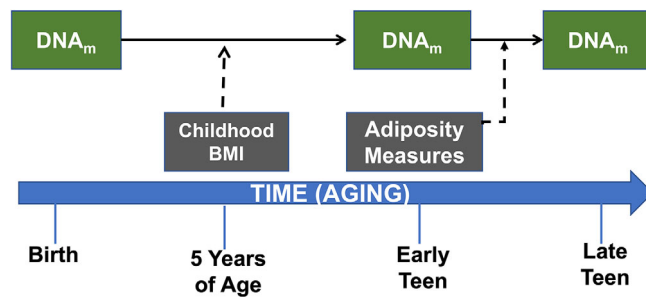 DNAm
DNAm
DNAm
Childhood
BMI
Adiposity
Measures
TIME (AGING)
Birth
5 Years
of Age
Early
Teen
Late
Teen